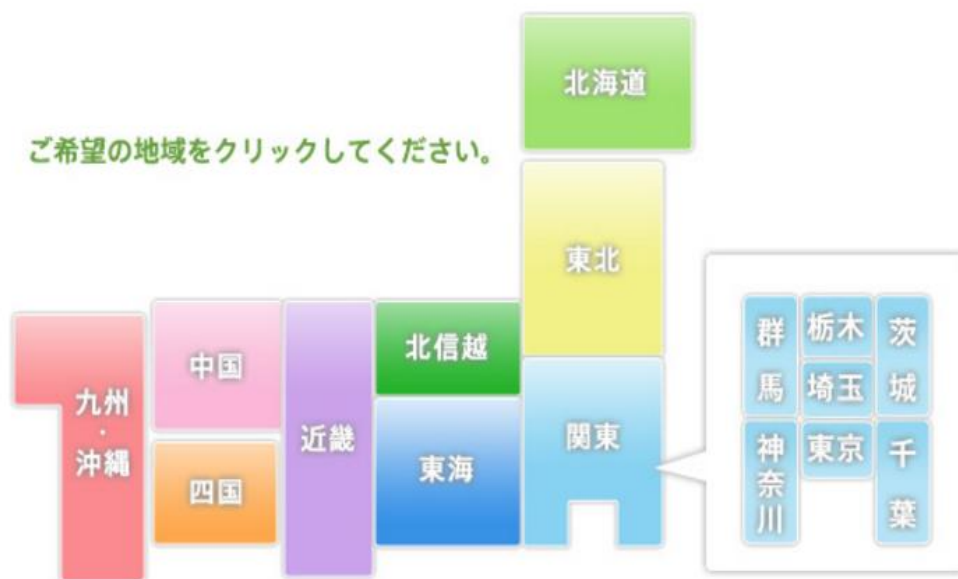 北海道
ご希望の地域をクリックしてください。
東北
九州・沖縄
中国
四国
近畿
北信越
東海
関東
群馬
栃木
茨城
埼玉
神奈川
東京
千葉